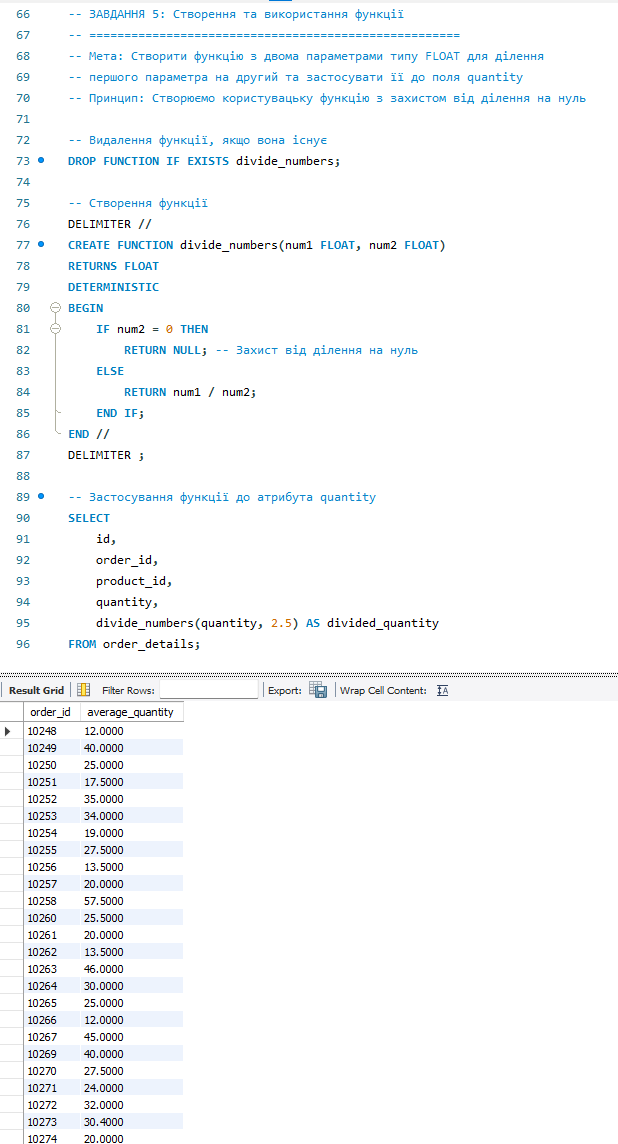 66 -- ЗАВДАННЯ 5: Створення та використання функції
67 -- =====================================================
68 -- Мета: Створити функцію з двома параметрами типу FLOAT для ділення
69 -- першого параметра на другий та застосувати її до поля quantity
70 -- Принцип: Створюємо користувацьку функцію з захистом від ділення на нуль
71
72 -- Видалення функції, якщо вона існує
73 DROP FUNCTION IF EXISTS divide_numbers;
74
75 -- Створення функції
76 DELIMITER //
77 CREATE FUNCTION divide_numbers(num1 FLOAT, num2 FLOAT)
78 RETURNS FLOAT
79 DETERMINISTIC
80 BEGIN
81 IF num2 = 0 THEN
82 RETURN NULL; -- Захист від ділення на нуль
83 ELSE
84 RETURN num1 / num2;
85 END IF;
86 END //
87 DELIMITER ;
88
89 -- Застосування функції до атрибута quantity
90 SELECT
91 id,
92 order_id,
93 product_id,
94 quantity,
95 divide_numbers(quantity, 2.5) AS divided_quantity
96 FROM order_details;
Result Grid Filter Rows: Export: Wrap Cell Content: IA
order_id average_quantity
10248 12.0000
10249 40.0000
10250 25.0000
10251 17.5000
10252 35.0000
10253 34.0000
10254 19.0000
10255 27.5000
10256 13.5000
10257 20.0000
10258 57.5000
10260 25.5000
10261 20.0000
10262 13.5000
10263 46.0000
10264 30.0000
10265 25.0000
10266 12.0000
10267 45.0000
10269 40.0000
10270 27.5000
10271 24.0000
10272 32.0000
10273 30.4000
10274 20.0000